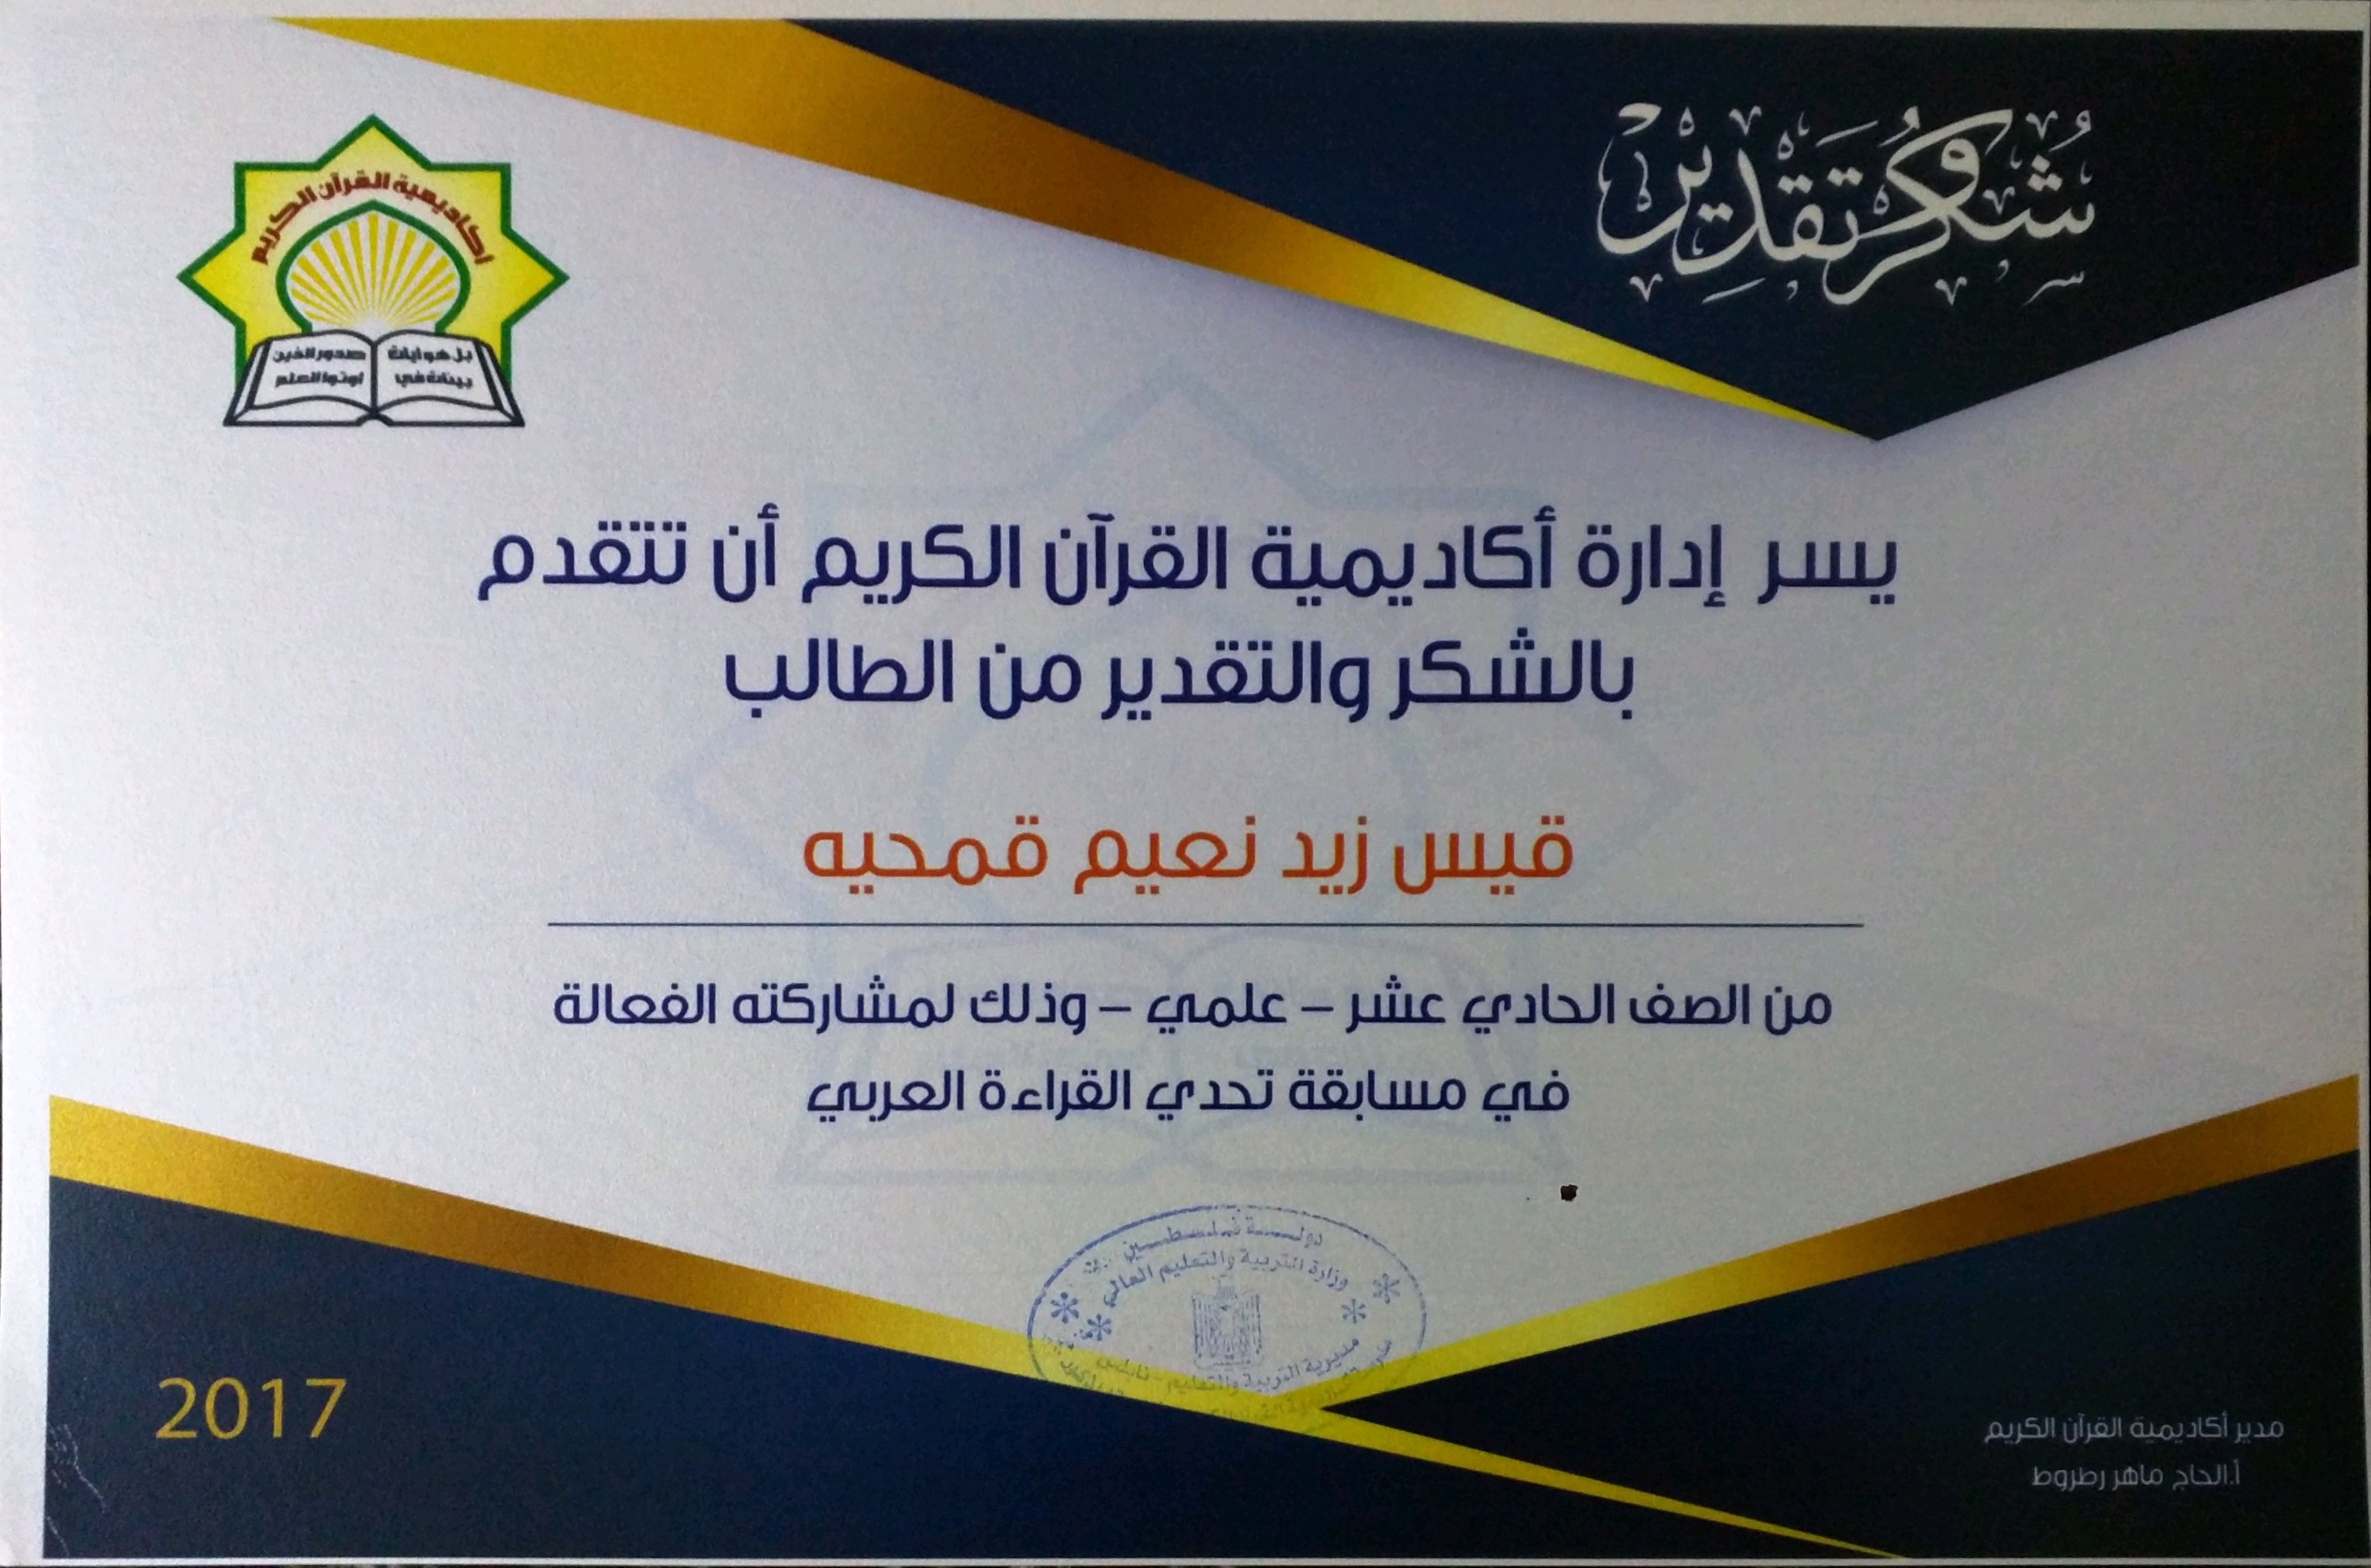 شكر وتقدير
أكاديمية القرآن الكريم
بل هو آيات
بينات في
صدور الذين
أوتوا العلم
يسر إدارة أكاديمية القرآن الكريم أن تتقدم
بالشكر والتقدير من الطالب
قيس زيد نعيم قمحيه
من الصف الحادي عشر – علمي – وذلك لمشاركته الفعالة
في مسابقة تحدي القراءة العربي
دولة فلسطين
وزارة التربية والتعليم العالي
مديرية التربية والتعليم - نابلس
2017
مدير أكاديمية القرآن الكريم
أ.الحاج ماهر رطروط